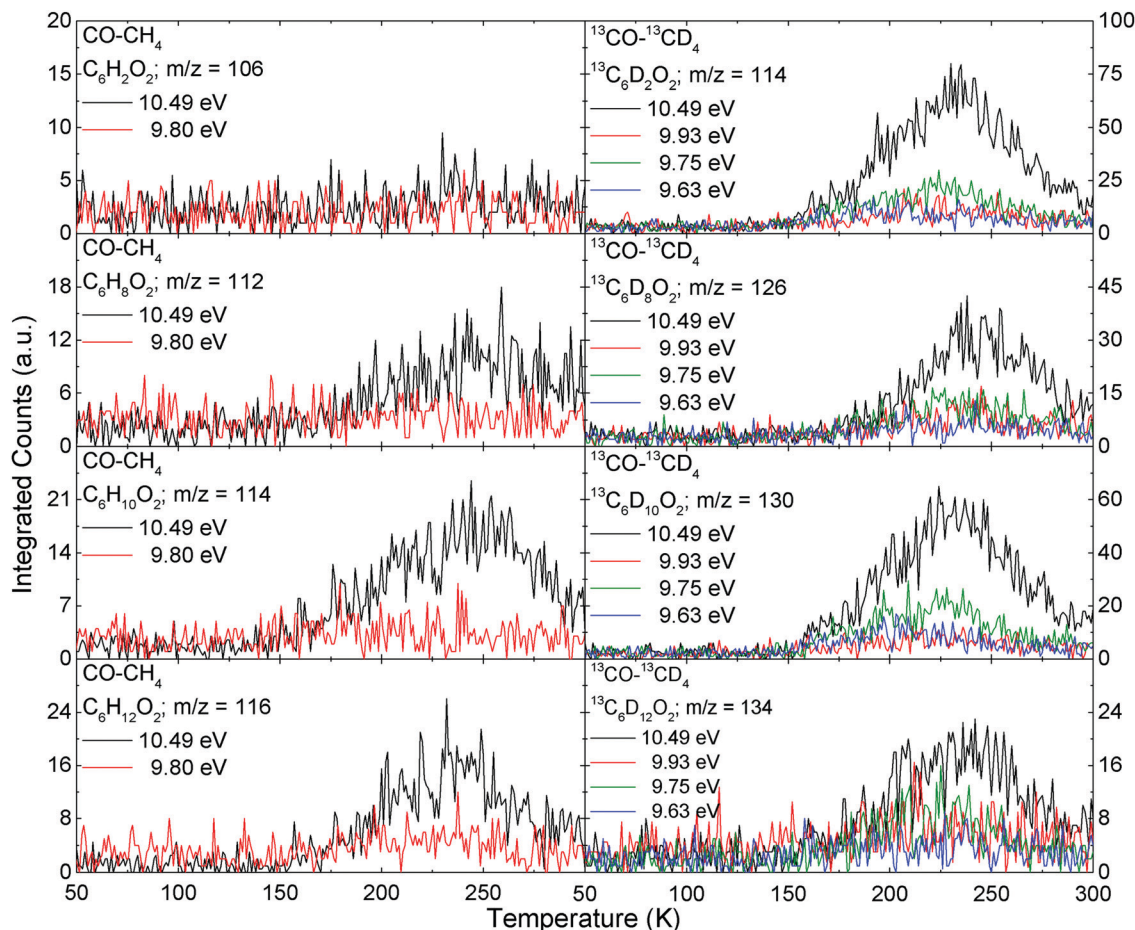 Integrated Counts (a.u.)
20
15
10
5
0
CO-CH₄
C₆H₂O₂; m/z = 106
10.49 eV
9.80 eV
¹³CO-¹³CD₄
¹³C₆D₂O₂; m/z = 114
10.49 eV
9.93 eV
9.75 eV
9.63 eV
100
75
50
25
0
18
12
6
0
CO-CH₄
C₆H₈O₂; m/z = 112
10.49 eV
9.80 eV
¹³CO-¹³CD₄
¹³C₆D₈O₂; m/z = 126
10.49 eV
9.93 eV
9.75 eV
9.63 eV
45
30
15
0
21
14
7
0
CO-CH₄
C₆H₁₀O₂; m/z = 114
10.49 eV
9.80 eV
¹³CO-¹³CD₄
¹³C₆D₁₀O₂; m/z = 130
10.49 eV
9.93 eV
9.75 eV
9.63 eV
60
40
20
0
24
16
8
0
CO-CH₄
C₆H₁₂O₂; m/z = 116
10.49 eV
9.80 eV
¹³CO-¹³CD₄
¹³C₆D₁₂O₂; m/z = 134
10.49 eV
9.93 eV
9.75 eV
9.63 eV
24
16
8
0
50 100 150 200 250 50 100 150 200 250 300
Temperature (K)